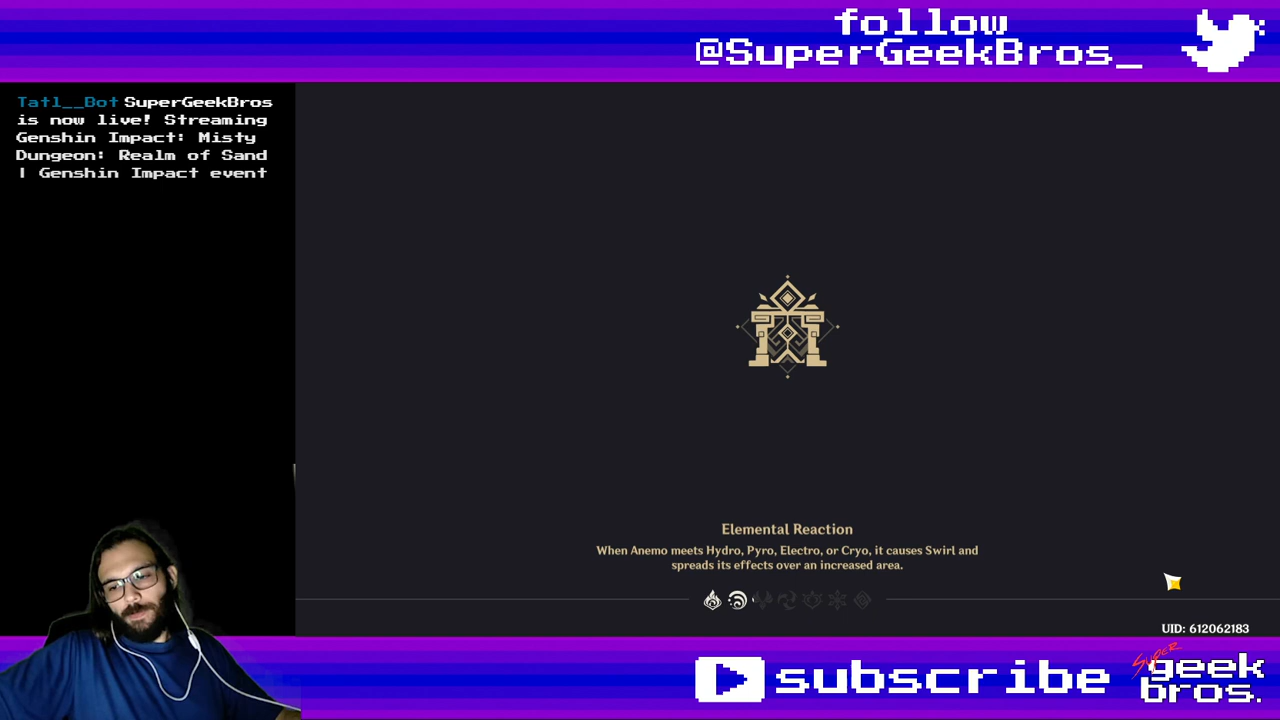 follow
@SuperGeekBros_
Tatl__Bot SuperGeekBros
is now live! Streaming
Genshin Impact: Misty
Dungeon: Realm of Sand
| Genshin Impact event
Elemental Reaction
When Anemo meets Hydro, Pyro, Electro, or Cryo, it causes Swirl and
spreads its effects over an increased area.
UID: 612062183
subscribe
SUPER
geek
bros.